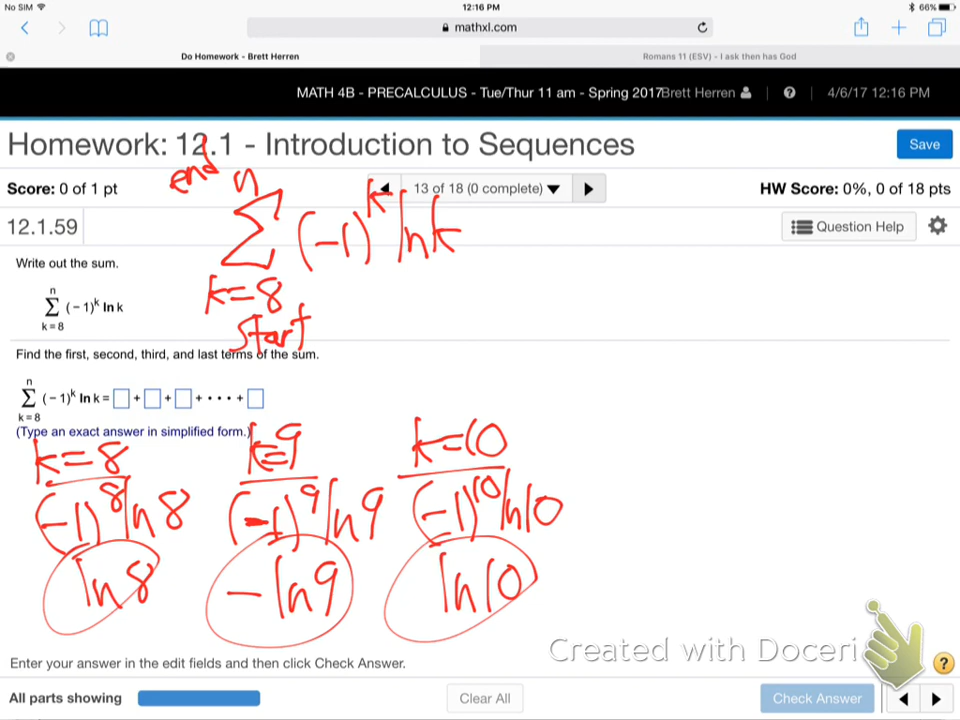 No SIM 12:16 PM 66%
mathxl.com
Do Homework - Brett Herren Romans 11 (ESV) - I ask then has God
MATH 4B - PRECALCULUS - Tue/Thur 11 am - Spring 2017 Brett Herren ? 4/6/17 12:16 PM
Homework: 12.1 - Introduction to Sequences Save
Score: 0 of 1 pt 13 of 18 (0 complete) HW Score: 0%, 0 of 18 pts
end n
12.1.59 Question Help
Σ (-1)^k ln k
k=8
start
Write out the sum.
n
Σ (-1)^k ln k
k=8
Find the first, second, third, and last terms of the sum.
n
Σ (-1)^k ln k = □ + □ + □ + ···· + □
k=8
(Type an exact answer in simplified form.)
k=8 k=9 k=10
(-1)^8 ln 8 (-1)^9 ln 9 (-1)^10 ln 10
ln 8 -ln 9 ln 10
Created with Doceri
Enter your answer in the edit fields and then click Check Answer. ?
All parts showing Clear All Check Answer